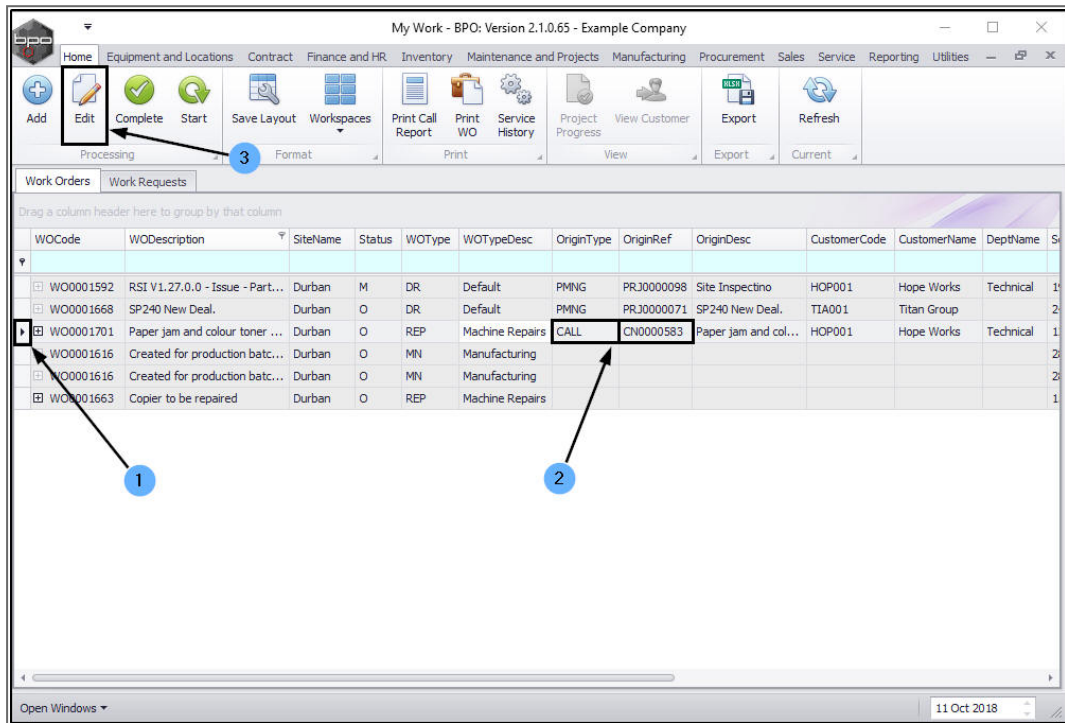 My Work - BPO: Version 2.1.0.65 - Example Company
bpo
Home Equipment and Locations Contract Finance and HR Inventory Maintenance and Projects Manufacturing Procurement Sales Service Reporting Utilities
XLSX
Add Edit Complete Start Save Layout Workspaces Print Call Report Print WO Service History Project Progress View Customer Export Refresh
Processing 3 Format Print View Export Current
Work Orders Work Requests
Drag a column header here to group by that column
WOCode WODescription SiteName Status WOType WOTypeDesc OriginType OriginRef OriginDesc CustomerCode CustomerName DeptName
WO0001592 RSI V1.27.0.0 - Issue - Part... Durban M DR Default PMNG PRJ0000098 Site Inspectino HOP001 Hope Works Technical
WO0001668 SP240 New Deal. Durban O DR Default PMNG PRJ0000071 SP240 New Deal. TIA001 Titan Group
WO0001701 Paper jam and colour toner ... Durban O REP Machine Repairs CALL CN0000583 Paper jam and col... HOP001 Hope Works Technical
WO0001616 Created for production batc... Durban O MN Manufacturing
WO0001616 Created for production batc... Durban O MN Manufacturing
WO0001663 Copier to be repaired Durban O REP Machine Repairs
1 2
Open Windows 11 Oct 2018